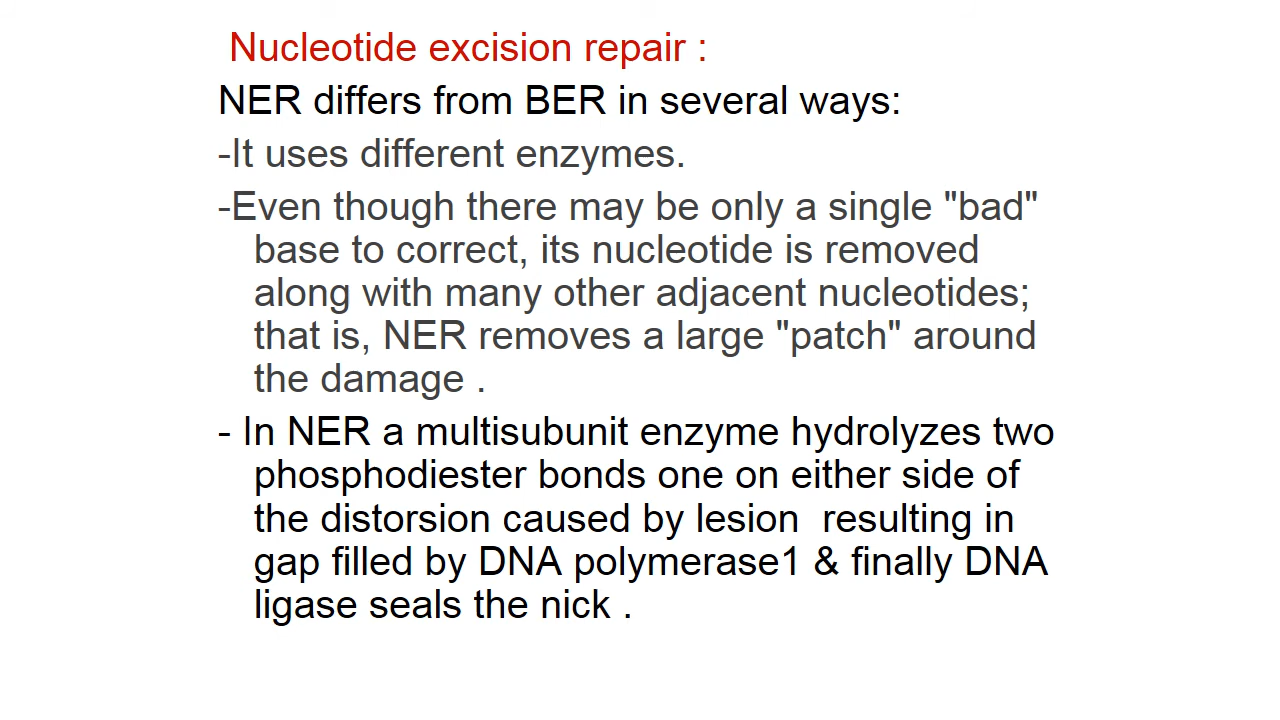 Nucleotide excision repair :
NER differs from BER in several ways:
-It uses different enzymes.
-Even though there may be only a single "bad"
base to correct, its nucleotide is removed
along with many other adjacent nucleotides;
that is, NER removes a large "patch" around
the damage .
- In NER a multisubunit enzyme hydrolyzes two
phosphodiester bonds one on either side of
the distorsion caused by lesion  resulting in
gap filled by DNA polymerase1 & finally DNA
ligase seals the nick .